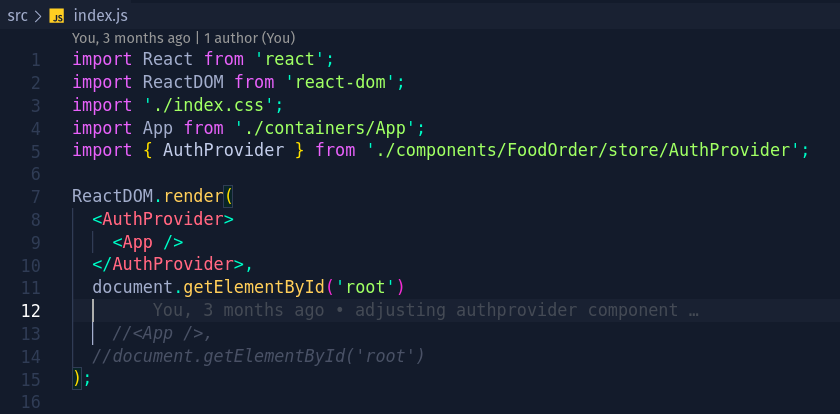 src > JS index.js
You, 3 months ago | 1 author (You)
1 import React from 'react';
2 import ReactDOM from 'react-dom';
3 import './index.css';
4 import App from './containers/App';
5 import { AuthProvider } from './components/FoodOrder/store/AuthProvider';
6
7 ReactDOM.render(
8 <AuthProvider>
9 <App />
10 </AuthProvider>,
11 document.getElementById('root')
12 You, 3 months ago • adjusting authprovider component …
13 //<App />,
14 //document.getElementById('root')
15 );
16